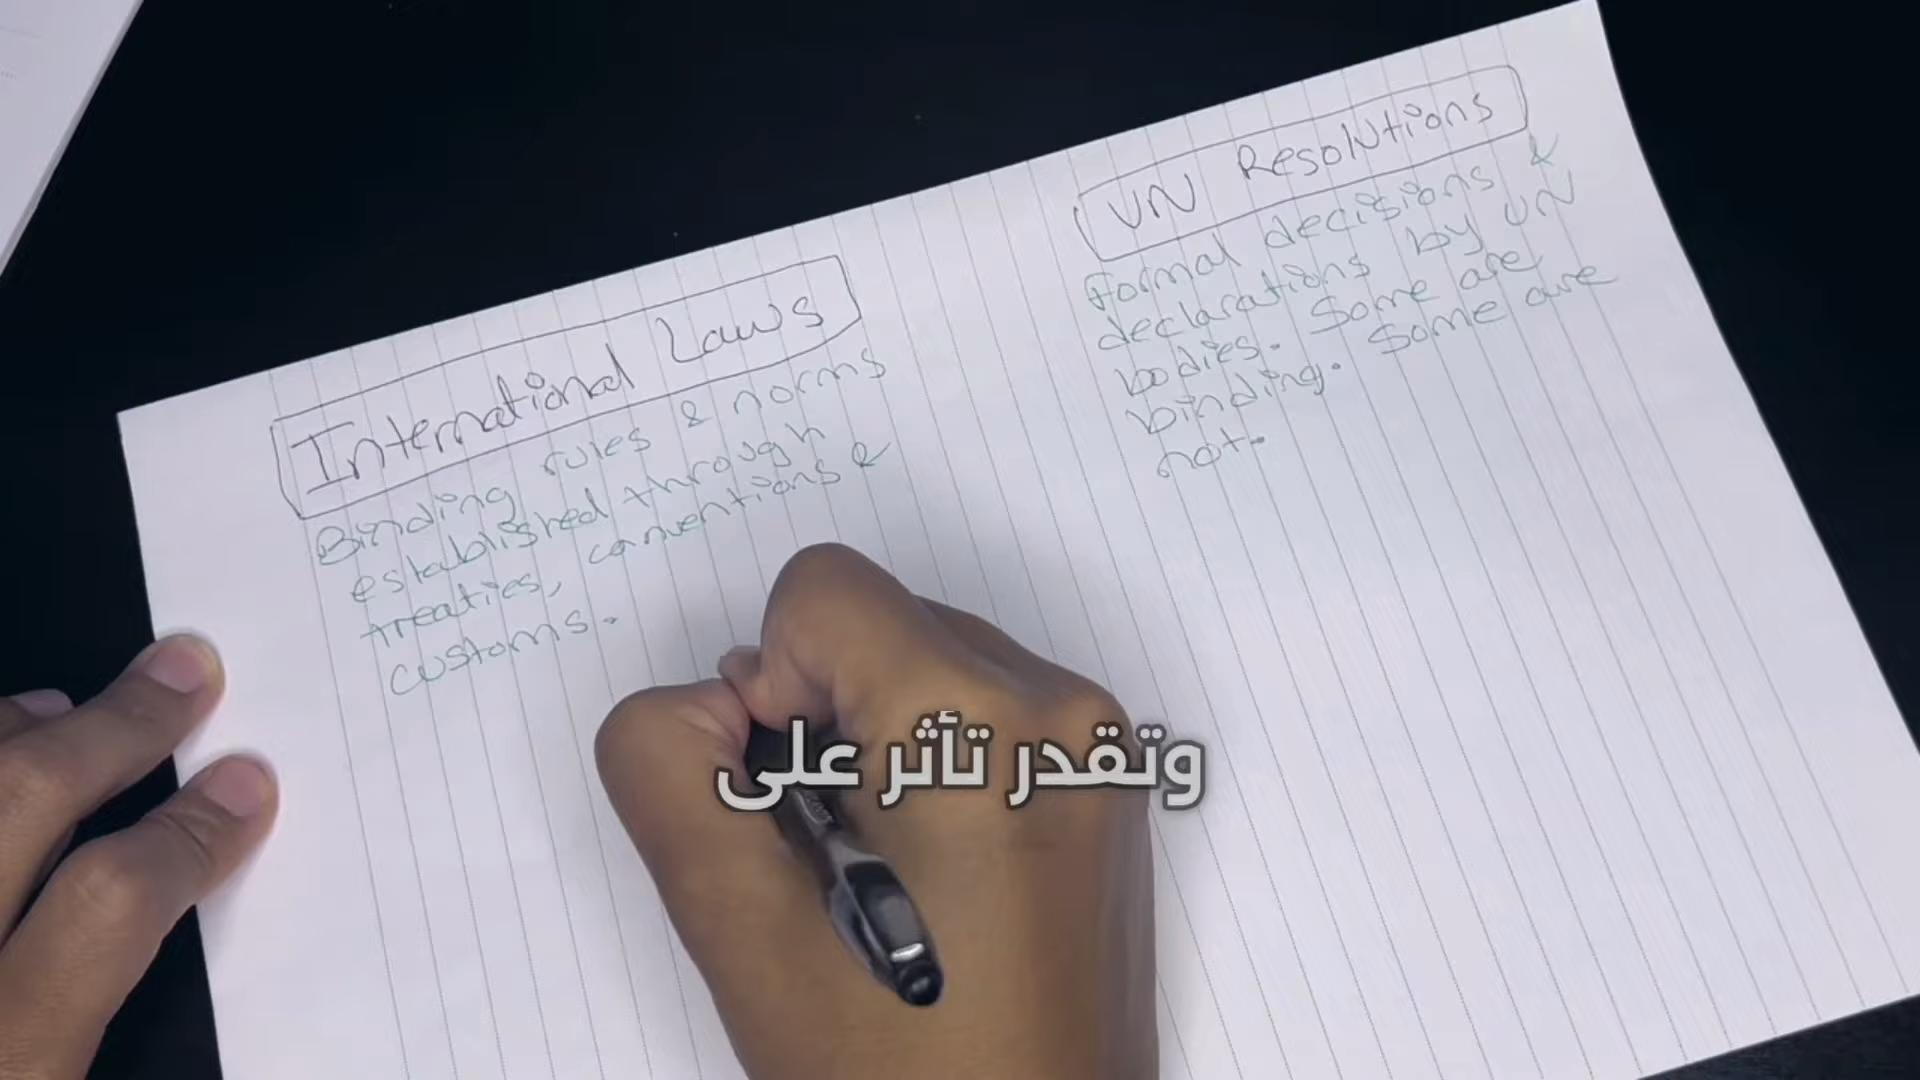 International Laws
Binding rules & norms
established through
treaties, conventions &
customs.
UN Resolutions
Formal decisions &
declarations by UN
bodies. Some are
binding. Some are
not.
وتقدر تأثر على